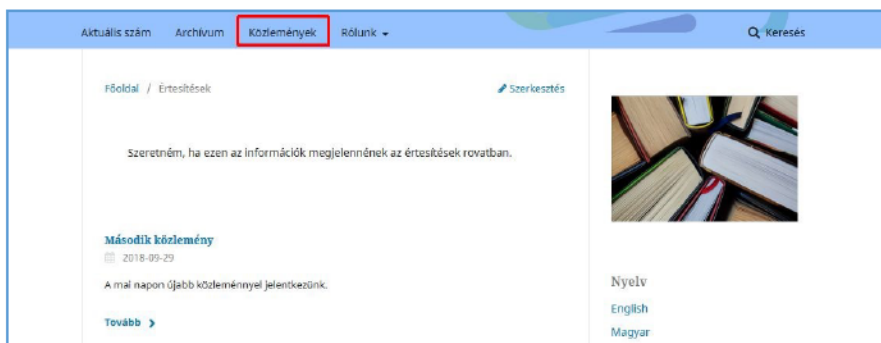 Aktuális szám Archívum Közlemények Rólunk Keresés
Főoldal / Értesítések Szerkesztés
Szeretném, ha ezen az információk megjelennének az értesítések rovatban.
Második közlemény
2018-09-29
A mai napon újabb közleménnyel jelentkezünk.
Tovább
Nyelv
English
Magyar